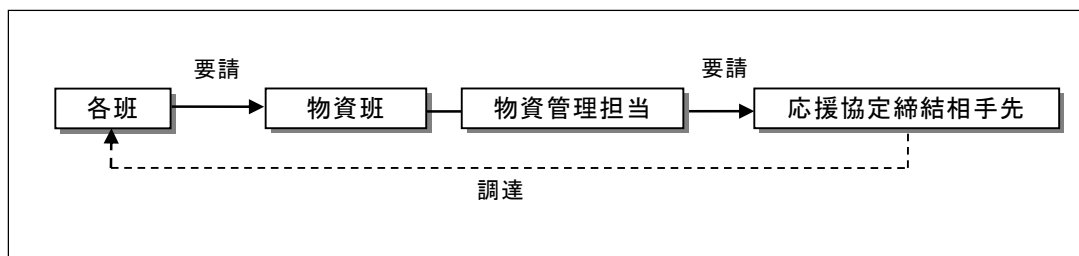 要請
要請
各班
物資班
物資管理担当
応援協定締結相手先
調達